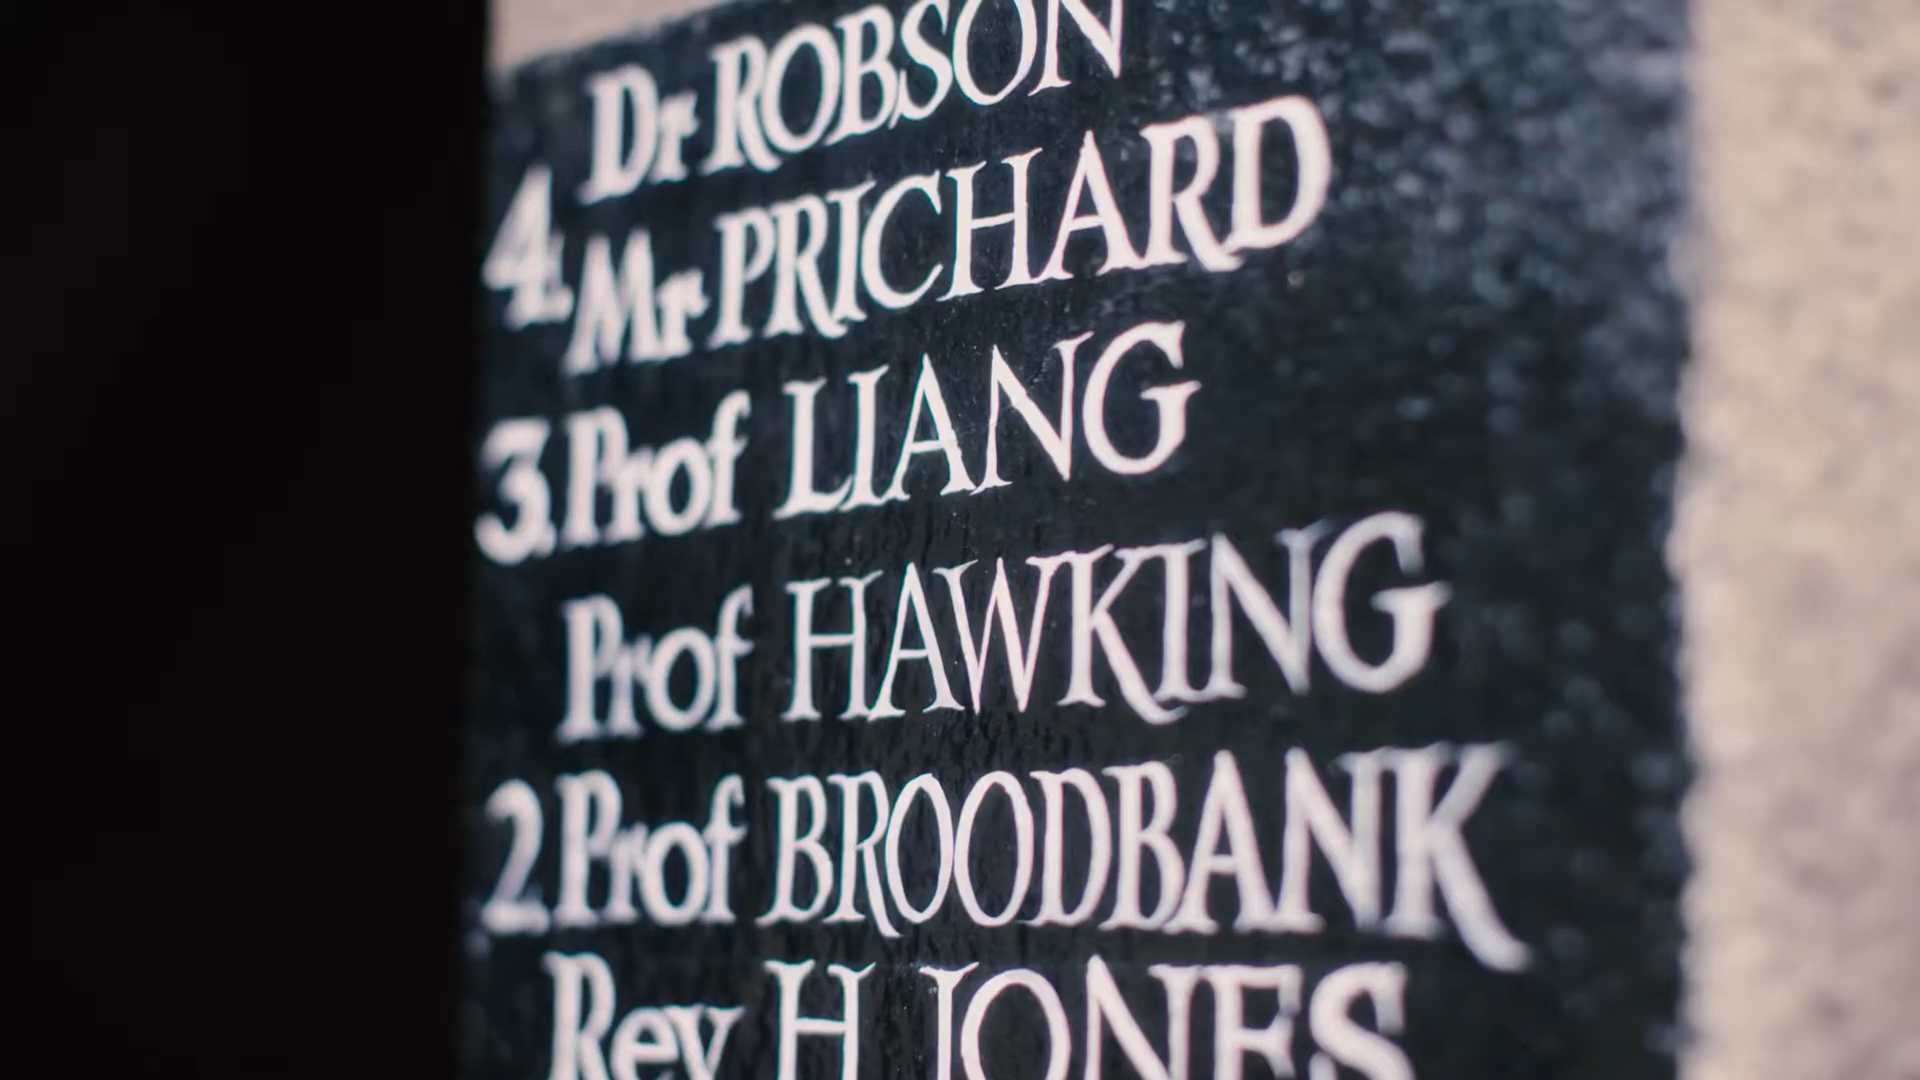 Dr ROBSON
4. Mr PRICHARD
3. Prof LIANG
Prof HAWKING
2. Prof BROODBANK
Rev H JONES